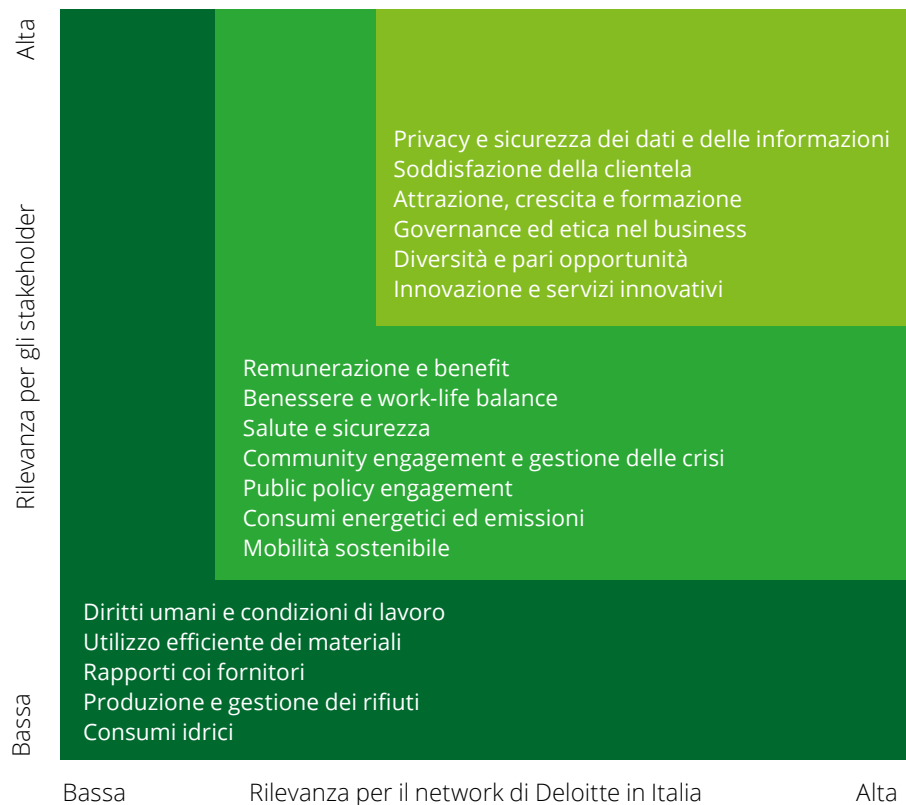 Alta
Rilevanza per gli stakeholder
Bassa
Privacy e sicurezza dei dati e delle informazioni
Soddisfazione della clientela
Attrazione, crescita e formazione
Governance ed etica nel business
Diversità e pari opportunità
Innovazione e servizi innovativi
Remunerazione e benefit
Benessere e work-life balance
Salute e sicurezza
Community engagement e gestione delle crisi
Public policy engagement
Consumi energetici ed emissioni
Mobilità sostenibile
Diritti umani e condizioni di lavoro
Utilizzo efficiente dei materiali
Rapporti coi fornitori
Produzione e gestione dei rifiuti
Consumi idrici
Bassa
Rilevanza per il network di Deloitte in Italia
Alta